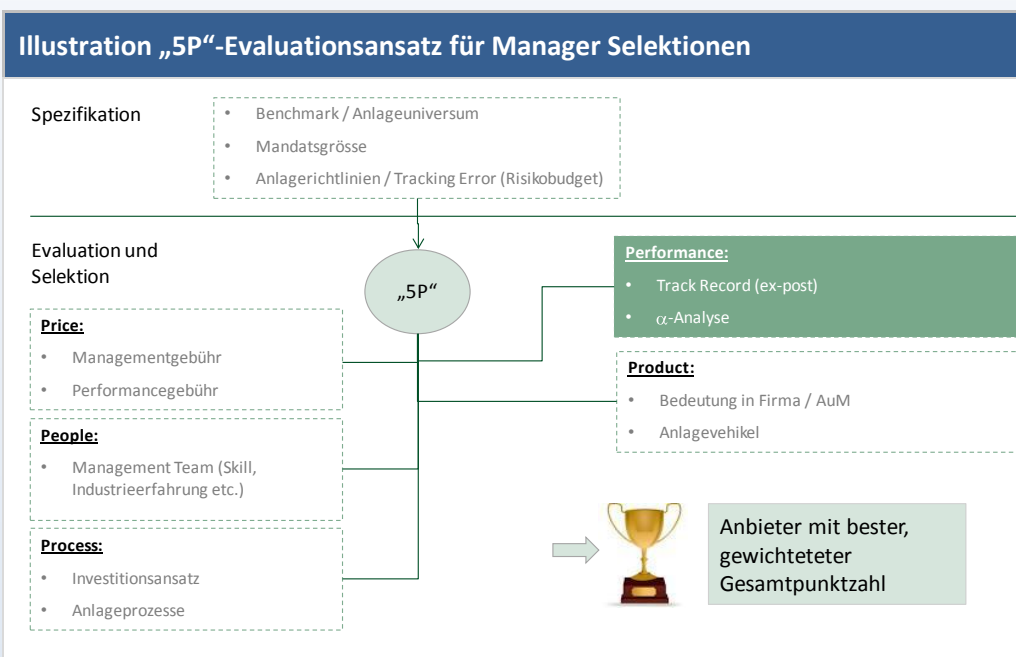 Illustration „5P“-Evaluationsansatz für Manager Selektionen
Spezifikation
• Benchmark / Anlageuniversum
• Mandatsgrösse
• Anlagerichtlinien / Tracking Error (Risikobudget)
Evaluation und
Selektion
„5P“
Price:
• Managementgebühr
• Performancegebühr
People:
• Management Team (Skill,
Industrieerfahrung etc.)
Process:
• Investitionsansatz
• Anlageprozesse
Performance:
• Track Record (ex-post)
• α-Analyse
Product:
• Bedeutung in Firma / AuM
• Anlagevehikel
Anbieter mit bester,
gewichteteter
Gesamtpunktzahl